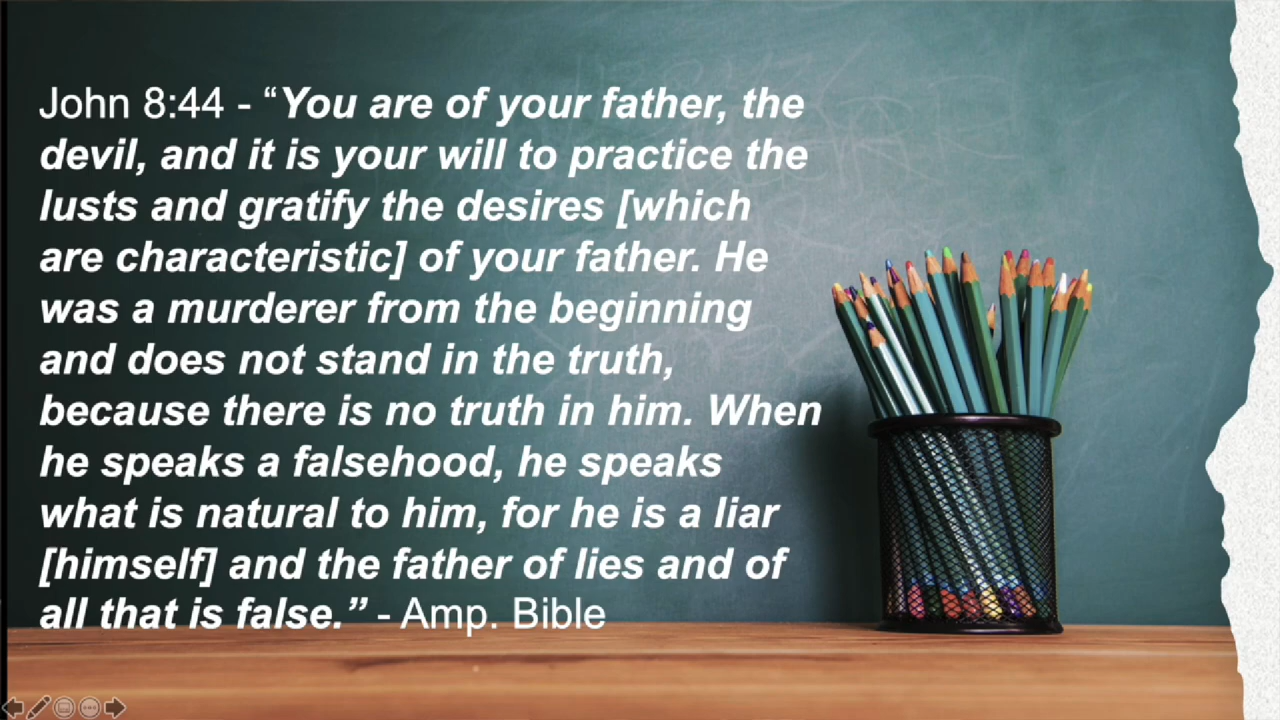 John 8:44 - “You are of your father, the
devil, and it is your will to practice the
lusts and gratify the desires [which
are characteristic] of your father. He
was a murderer from the beginning
and does not stand in the truth,
because there is no truth in him. When
he speaks a falsehood, he speaks
what is natural to him, for he is a liar
[himself] and the father of lies and of
all that is false.” - Amp. Bible